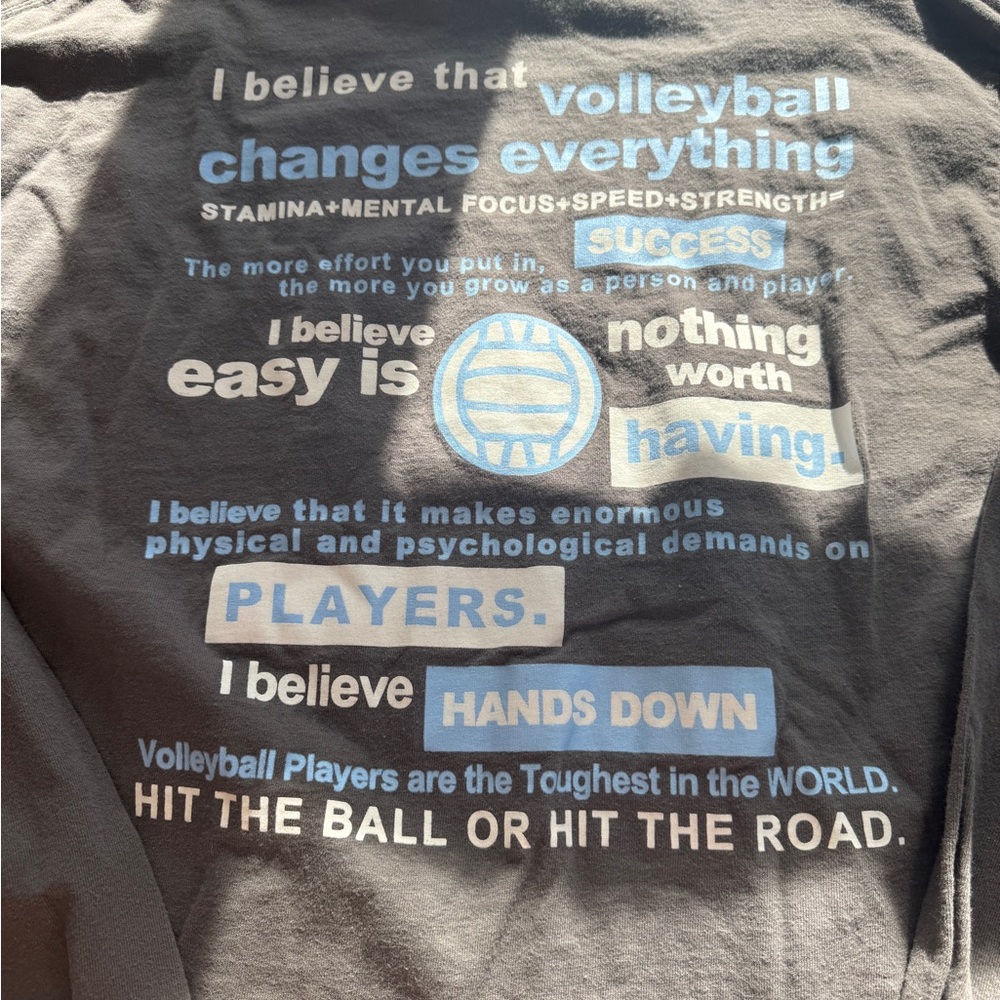 I believe that volleyball
changes everything
STAMINA+MENTAL FOCUS+SPEED+STRENGTH=
SUCCESS
The more effort you put in,
the more you grow as a person and player.
I believe
easy is
nothing
worth
having.
I believe that it makes enormous
physical and psychological demands on
PLAYERS.
I believe HANDS DOWN
Volleyball Players are the Toughest in the WORLD.
HIT THE BALL OR HIT THE ROAD.